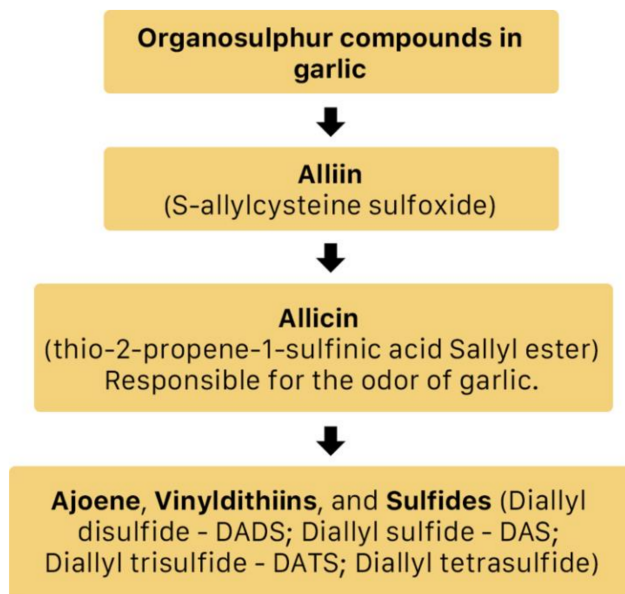 Organosulphur compounds in
garlic
Alliin
(S-allylcysteine sulfoxide)
Allicin
(thio-2-propene-1-sulfinic acid Sallyl ester)
Responsible for the odor of garlic.
Ajoene, Vinyldithiins, and Sulfides (Diallyl
disulfide - DADS; Diallyl sulfide - DAS;
Diallyl trisulfide - DATS; Diallyl tetrasulfide)